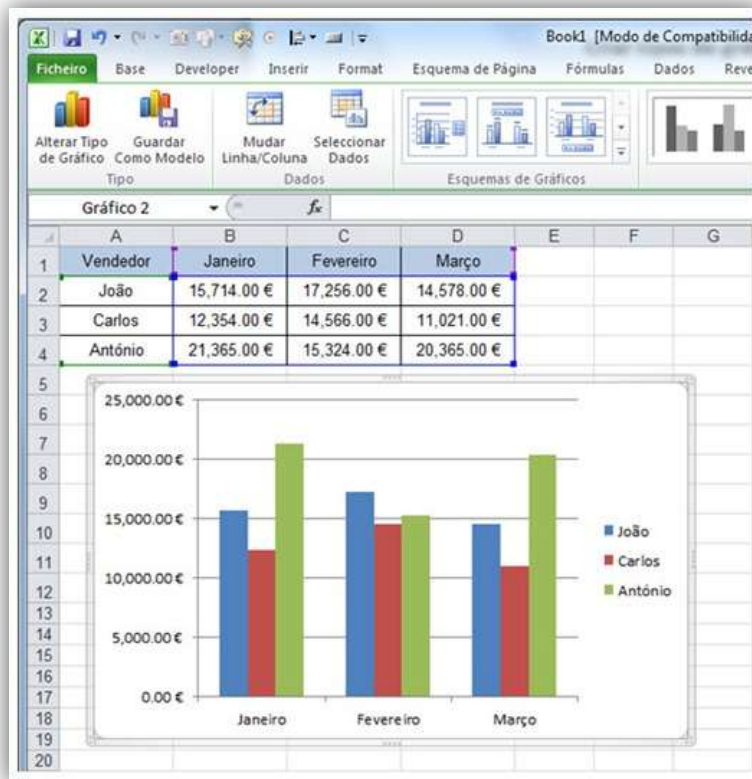 Book1 [Modo de Compatibilida
Ficheiro Base Developer Inserir Format Esquema de Página Fórmulas Dados Reve
Alterar Tipo de Gráfico
Guardar Como Modelo
Mudar Linha/Coluna
Seleccionar Dados
Tipo Dados Esquemas de Gráficos
Gráfico 2 fx
A B C D E F G
1 Vendedor Janeiro Fevereiro Março
2 João 15,714.00 € 17,256.00 € 14,578.00 €
3 Carlos 12,354.00 € 14,566.00 € 11,021.00 €
4 António 21,365.00 € 15,324.00 € 20,365.00 €
5
6
7
8
9
10
11
12
13
14
15
16
17
18
19
20
25,000.00 €
20,000.00 €
15,000.00 €
10,000.00 €
5,000.00 €
0.00 €
Janeiro Fevereiro Março
João
Carlos
António